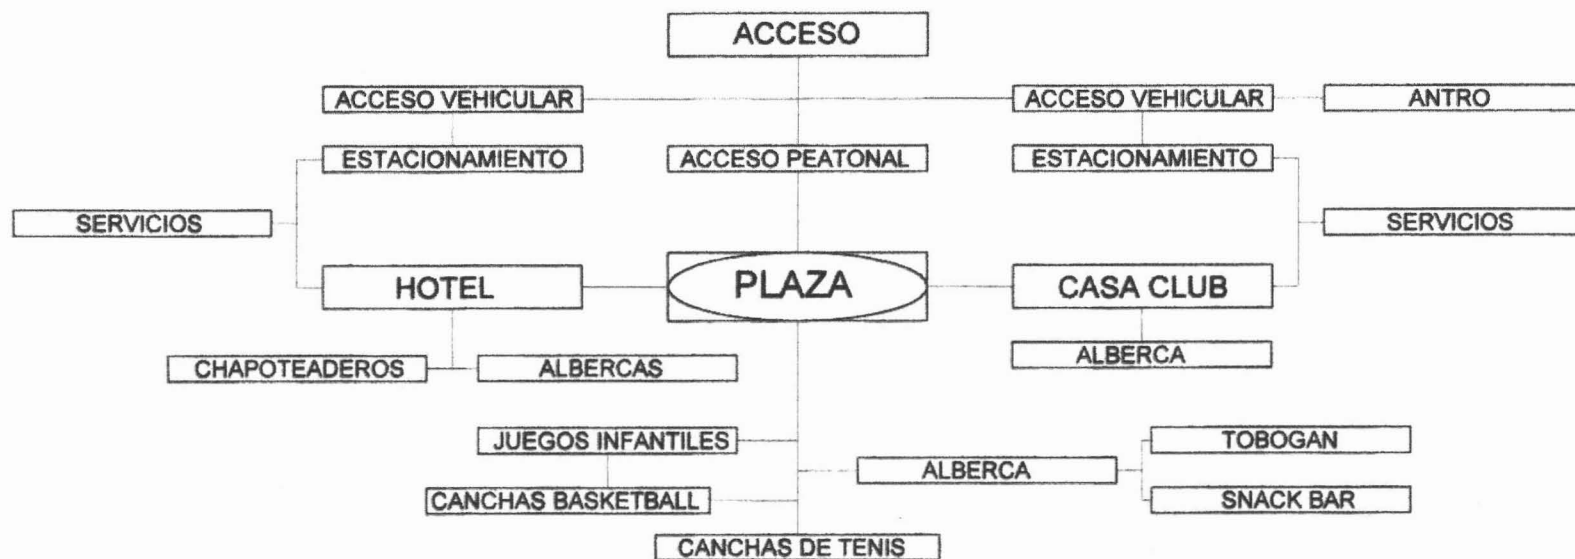 ACCESO
ACCESO VEHICULAR
ACCESO VEHICULAR
ANTRO
ESTACIONAMIENTO
ACCESO PEATONAL
ESTACIONAMIENTO
SERVICIOS
SERVICIOS
HOTEL
PLAZA
CASA CLUB
CHAPOTEADEROS
ALBERCAS
ALBERCA
JUEGOS INFANTILES
TOBOGAN
ALBERCA
CANCHAS BASKETBALL
SNACK BAR
CANCHAS DE TENIS